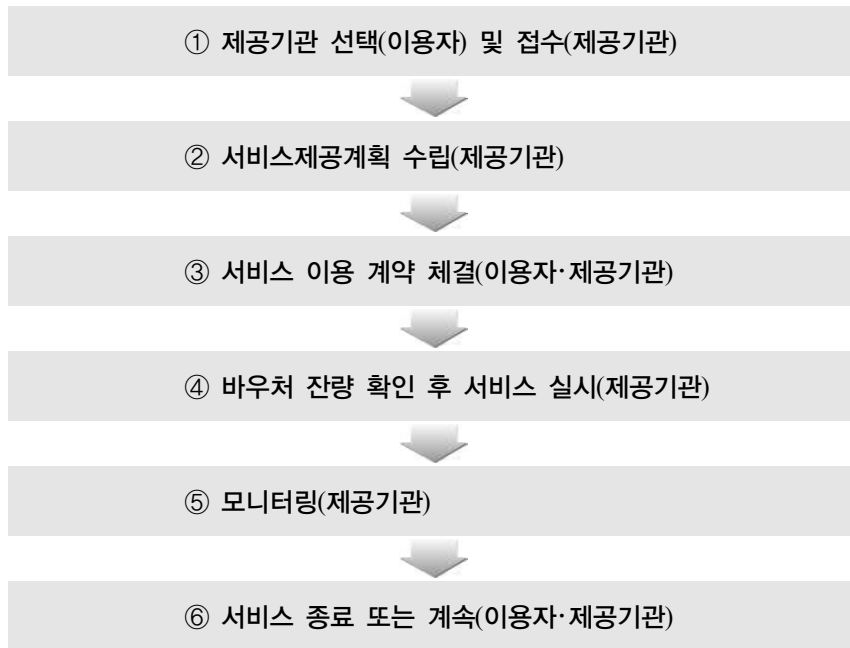 ① 제공기관 선택(이용자) 및 접수(제공기관)
② 서비스제공계획 수립(제공기관)
③ 서비스 이용 계약 체결(이용자·제공기관)
④ 바우처 잔량 확인 후 서비스 실시(제공기관)
⑤ 모니터링(제공기관)
⑥ 서비스 종료 또는 계속(이용자·제공기관)